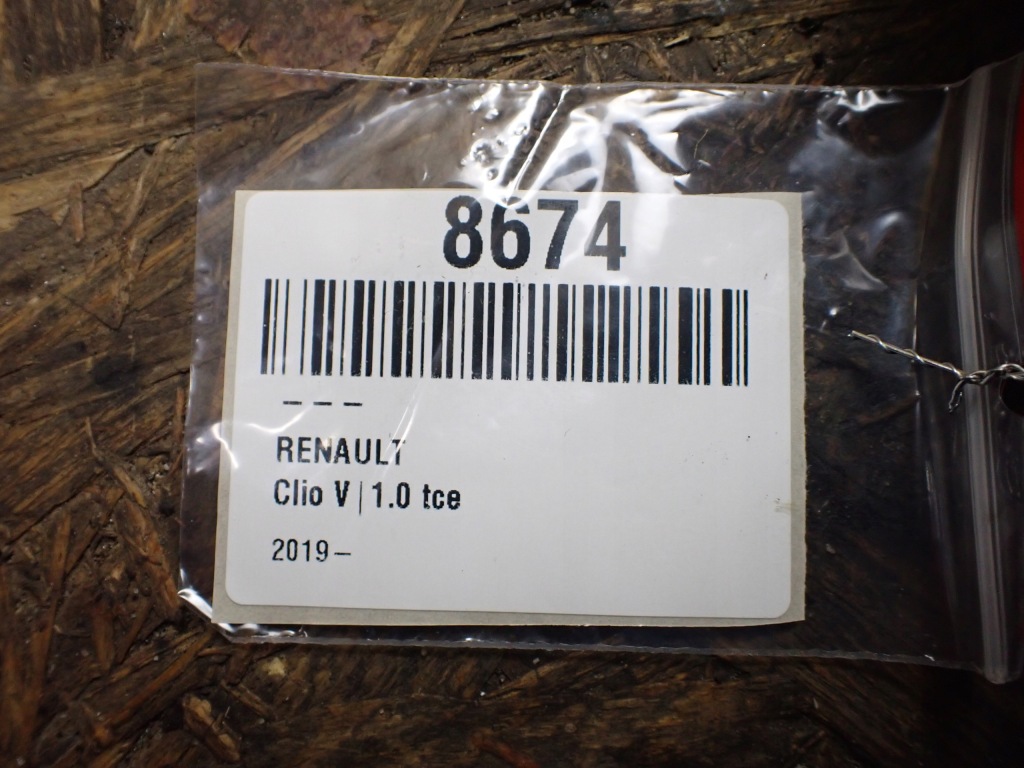 8674
---
RENAULT
Clio V | 1.0 tce
2019-